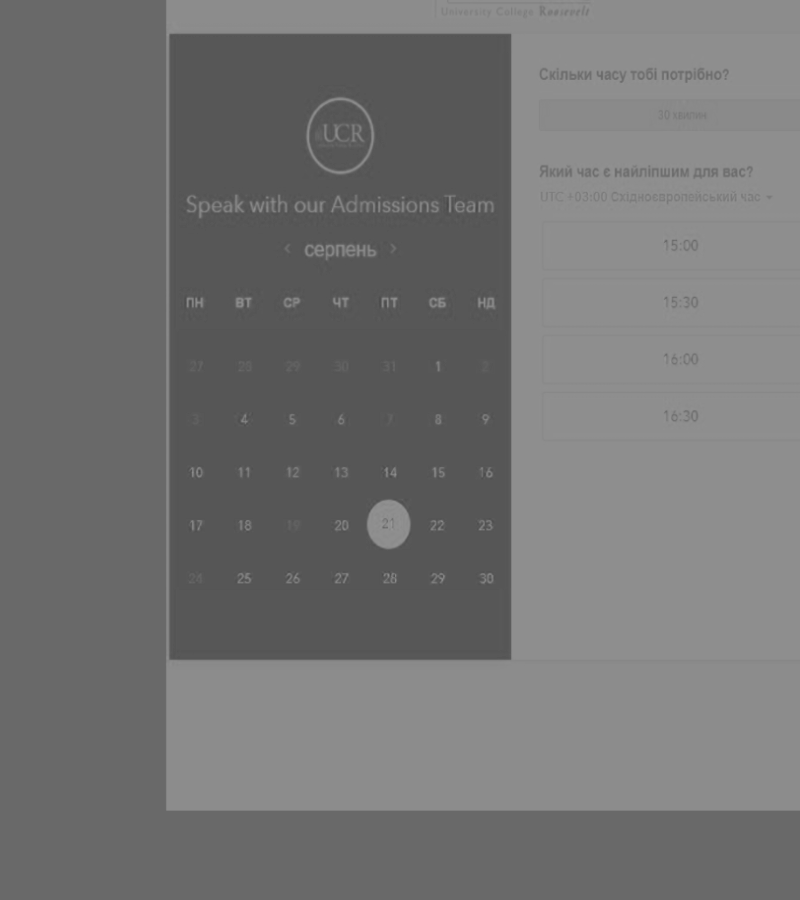 University College Roosevelt
UCR
Speak with our Admissions Team
< серпень >
ПН ВТ СР ЧТ ПТ СБ НД
27 28 29 30 31 1 2
3 4 5 6 7 8 9
10 11 12 13 14 15 16
17 18 19 20 21 22 23
24 25 26 27 28 29 30
Скільки часу тобі потрібно?
30 хвилин
Який час є найліпшим для вас?
UTC +03:00 Східноєвропейський час
15:00
15:30
16:00
16:30